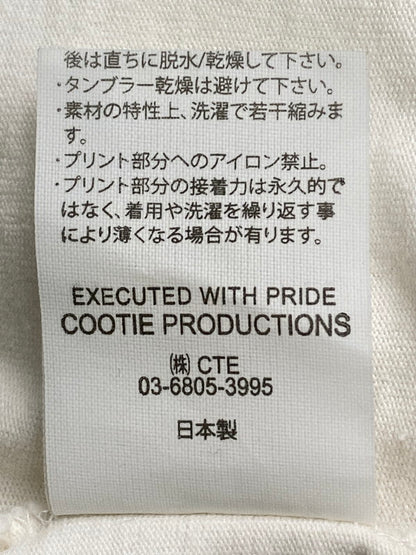 後は直ちに脱水/乾燥して下さい。
・タンブラー乾燥は避けて下さい。
・素材の特性上、洗濯で若干縮みま
す。
・プリント部分へのアイロン禁止。
・プリント部分の接着力は永久的で
はなく、着用や洗濯を繰り返す事
により薄くなる場合が有ります。
EXECUTED WITH PRIDE
COOTIE PRODUCTIONS
㈱ CTE
03-6805-3995
日本製